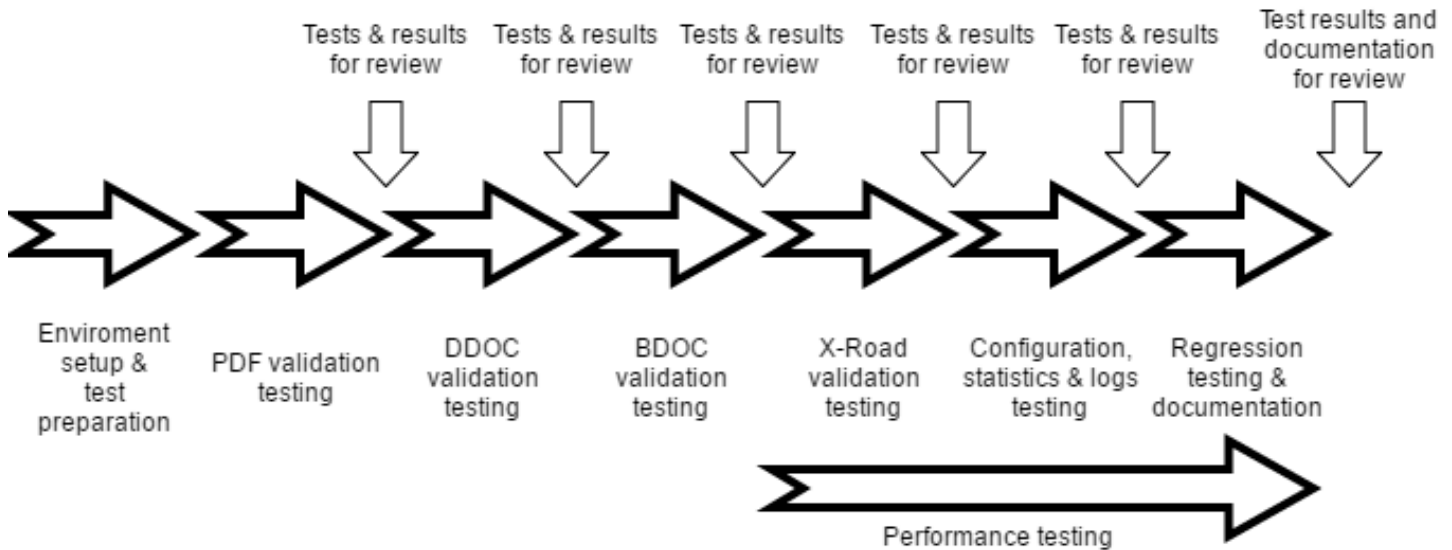 Tests & results
for review
Tests & results
for review
Tests & results
for review
Tests & results
for review
Tests & results
for review
Test results and
documentation
for review
Enviroment
setup &
test
preparation
PDF validation
testing
DDOC
validation
testing
BDOC
validation
testing
X-Road
validation
testing
Configuration,
statistics & logs
testing
Regression
testing &
documentation
Performance testing